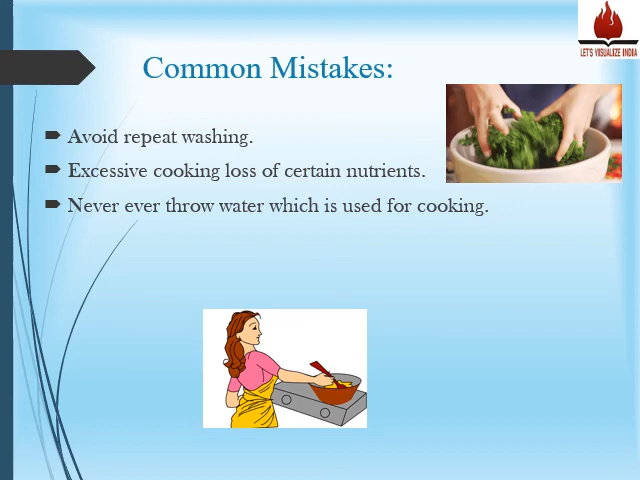 LET'S VISUALIZE INDIA
Common Mistakes:
Avoid repeat washing.
Excessive cooking loss of certain nutrients.
Never ever throw water which is used for cooking.